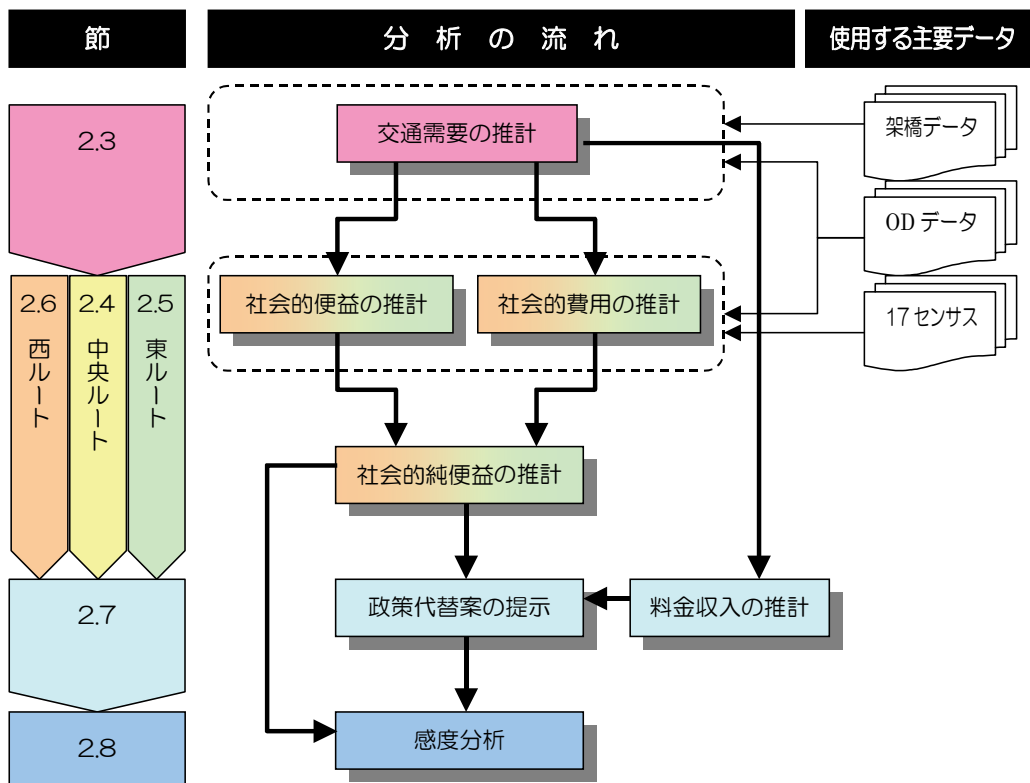 節
分析の流れ
使用する主要データ
2.3
交通需要の推計
架橋データ
ODデータ
2.6
西ルート
2.4
中央ルート
2.5
東ルート
社会的便益の推計
社会的費用の推計
17センサス
社会的純便益の推計
2.7
政策代替案の提示
料金収入の推計
2.8
感度分析